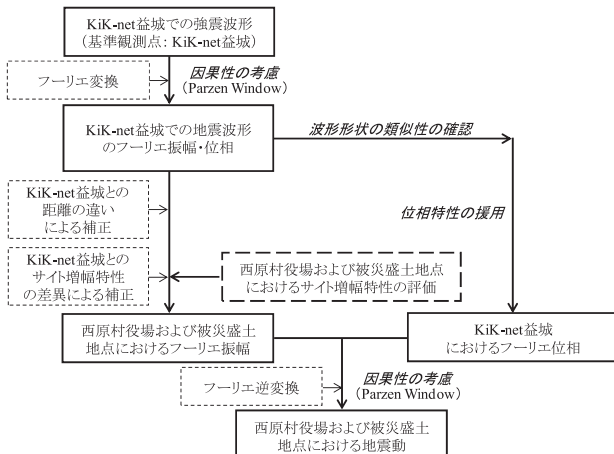 KiK-net益城での強震波形
(基準観測点: KiK-net益城)
フーリエ変換
因果性の考慮
(Parzen Window)
KiK-net益城での地震波形
のフーリエ振幅・位相
波形形状の類似性の確認
KiK-net益城との
距離の違い
による補正
位相特性の援用
KiK-net益城との
サイト増幅特性
の差異による補正
西原村役場および被災盛土地点
におけるサイト増幅特性の評価
西原村役場および被災盛土
地点におけるフーリエ振幅
KiK-net益城
におけるフーリエ位相
フーリエ逆変換
因果性の考慮
(Parzen Window)
西原村役場および被災盛土
地点における地震動